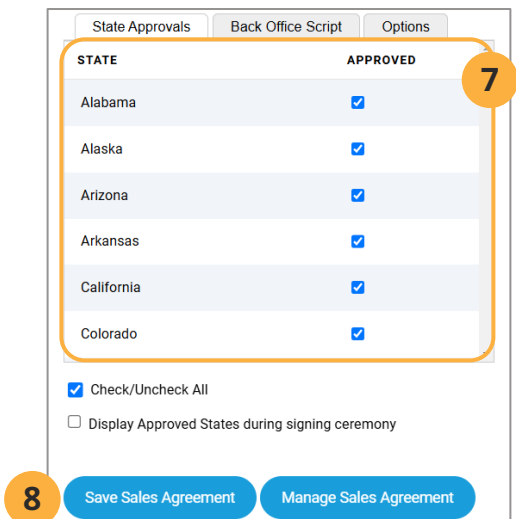 State Approvals Back Office Script Options
STATE APPROVED
7
Alabama
Alaska
Arizona
Arkansas
California
Colorado
Check/Uncheck All
Display Approved States during signing ceremony
8 Save Sales Agreement Manage Sales Agreement